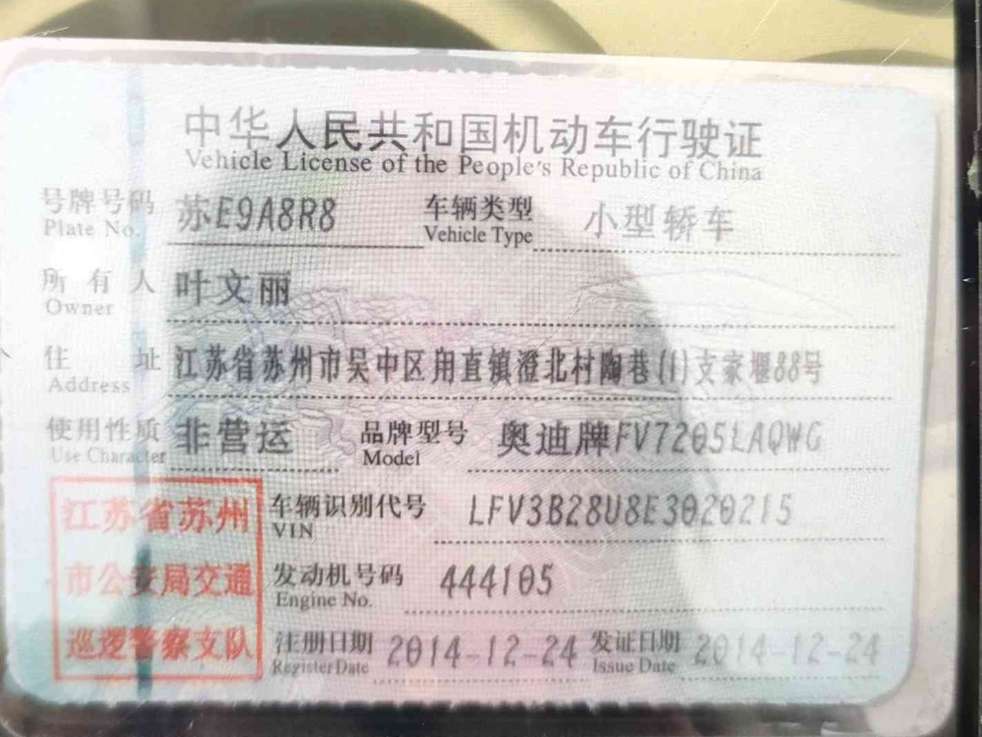 中华人民共和国机动车行驶证
Vehicle License of the People's Republic of China
号牌号码 苏E9A8R8 车辆类型 小型轿车
Plate No. Vehicle Type
所有人 叶文丽
Owner
住址 江苏省苏州市吴中区甪直镇澄北村陶巷(1)支家堰88号
Address
使用性质 非营运 品牌型号 奥迪牌FV7205LAQWG
Use Character Model
江苏省苏州
市公安局交通
巡逻警察支队
车辆识别代号 LFV3B28U8E3020215
VIN
发动机号码 444105
Engine No.
注册日期 2014-12-24 发证日期 2014-12-24
Register Date Issue Date